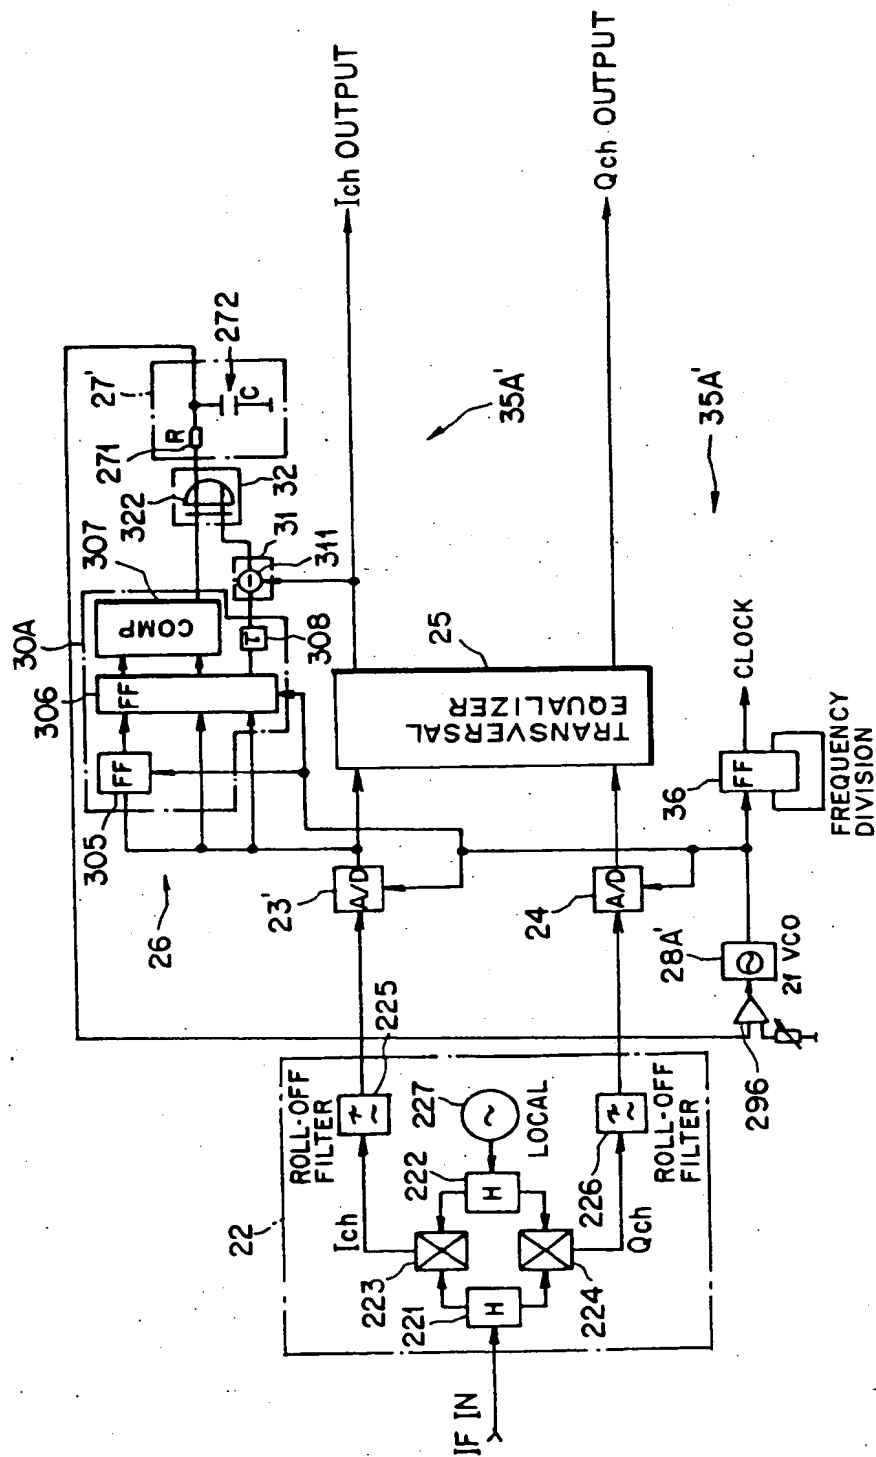 IF IN
22
221
H
223
224
222
H
227
LOCAL
Ich
Qch
ROLL-OFF
FILTER
225
226
ROLL-OFF
FILTER
26
23'
A/D
24
A/D
296
28A'
2f VCO
305
FF
306
FF
30A
307
COMP
308
τ
31
311
−
32
322
271
R
27'
C
272
25
TRANSVERSAL
EQUALIZER
36
FF
FREQUENCY
DIVISION
CLOCK
35A'
35A'
Ich OUTPUT
Qch OUTPUT